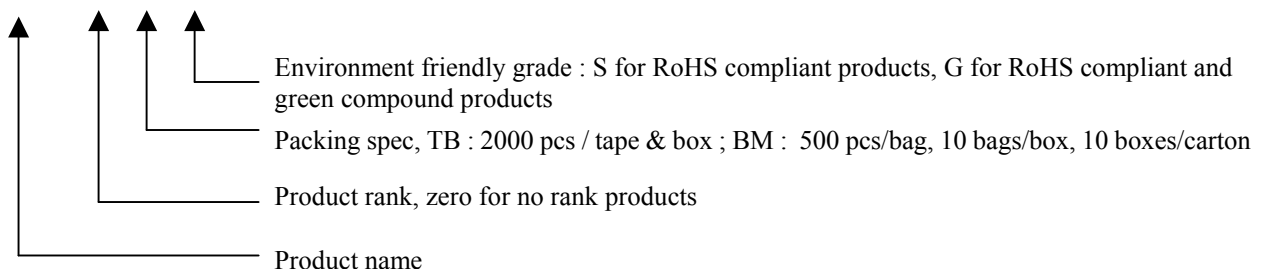 Environment friendly grade : S for RoHS compliant products, G for RoHS compliant and
green compound products
Packing spec, TB : 2000 pcs / tape & box ; BM : 500 pcs/bag, 10 bags/box, 10 boxes/carton
Product rank, zero for no rank products
Product name